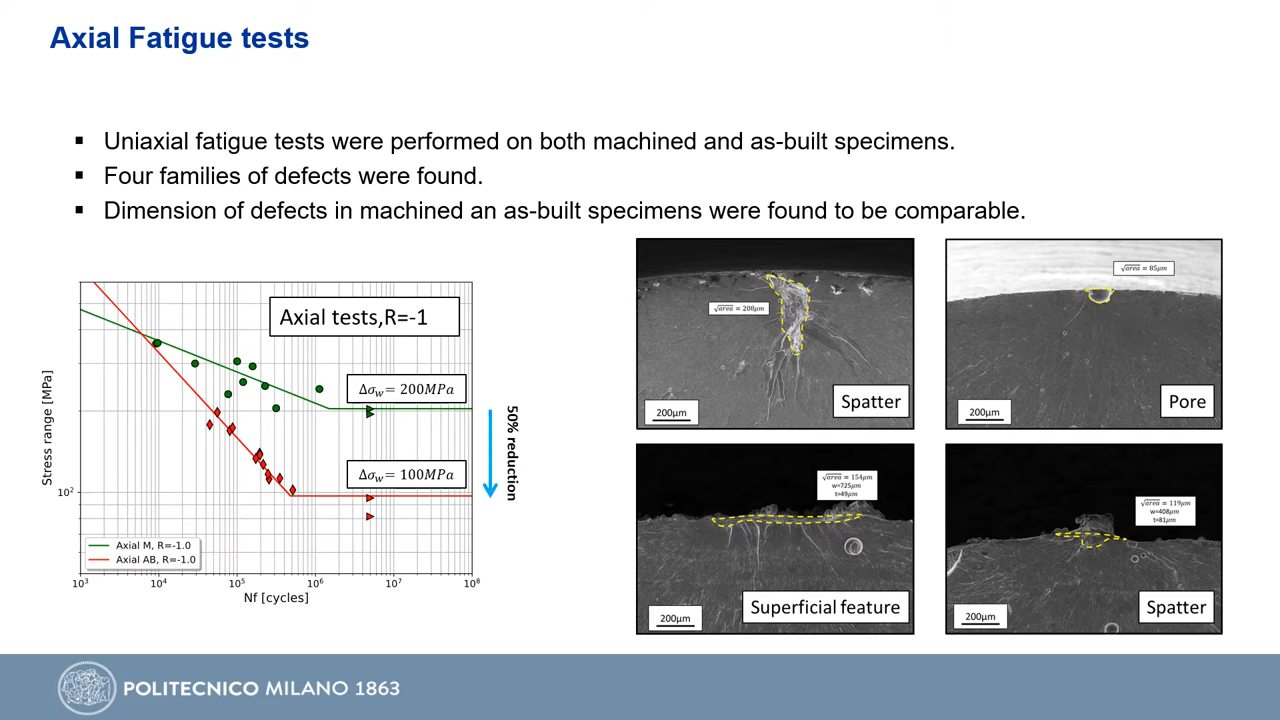 Axial Fatigue tests
▪ Uniaxial fatigue tests were performed on both machined and as-built specimens.
▪ Four families of defects were found.
▪ Dimension of defects in machined an as-built specimens were found to be comparable.
Axial tests,R=-1
Δσw= 200MPa
Δσw= 100MPa
50% reduction
Stress range [MPa]
10²
Axial M, R=-1.0
Axial AB, R=-1.0
10³ 10⁴ 10⁵ 10⁶ 10⁷ 10⁸
Nf [cycles]
√area = 208μm
200μm
Spatter
√area = 85μm
200μm
Pore
√area = 154μm
w=725μm
t=49μm
200μm
Superficial feature
√area = 119μm
w=408μm
t=81μm
200μm
Spatter
POLITECNICO MILANO 1863